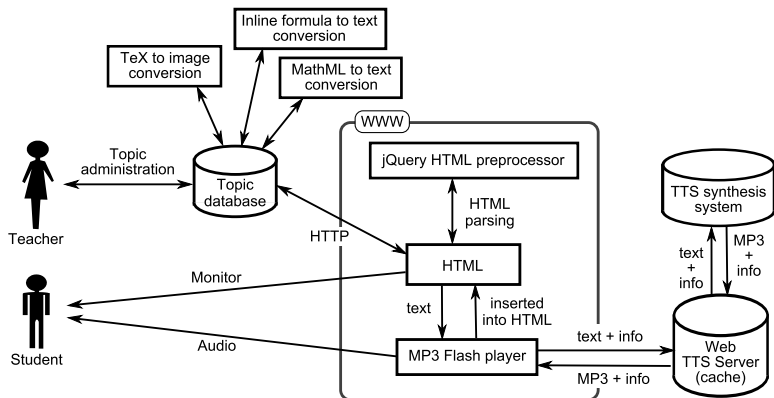 Inline formula to text
conversion
TeX to image
conversion
MathML to text
conversion
WWW
jQuery HTML preprocessor
Topic
administration
Topic
database
TTS synthesis
system
HTML
parsing
Teacher
HTTP
text
+
info
MP3
+
info
HTML
Monitor
text
inserted
into HTML
Student
Audio
MP3 Flash player
text + info
MP3 + info
Web
TTS Server
(cache)